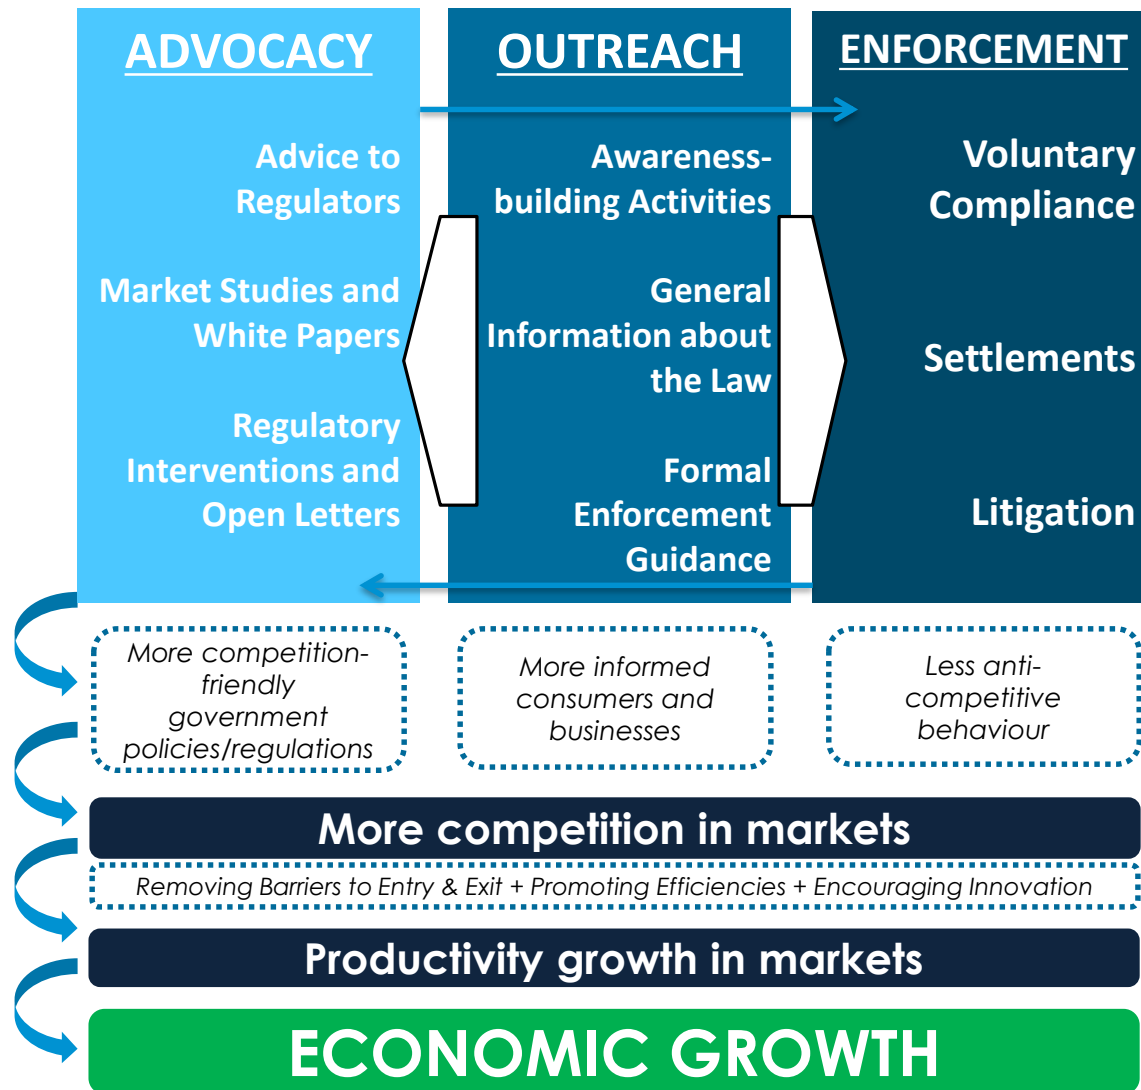 ADVOCACY
Advice to
Regulators
Market Studies and
White Papers
Regulatory
Interventions and
Open Letters
OUTREACH
Awareness-
building Activities
General
Information about
the Law
Formal
Enforcement
Guidance
ENFORCEMENT
Voluntary
Compliance
Settlements
Litigation
More competition-
friendly
government
policies/regulations
More informed
consumers and
businesses
Less anti-
competitive
behaviour
More competition in markets
Removing Barriers to Entry & Exit + Promoting Efficiencies + Encouraging Innovation
Productivity growth in markets
ECONOMIC GROWTH